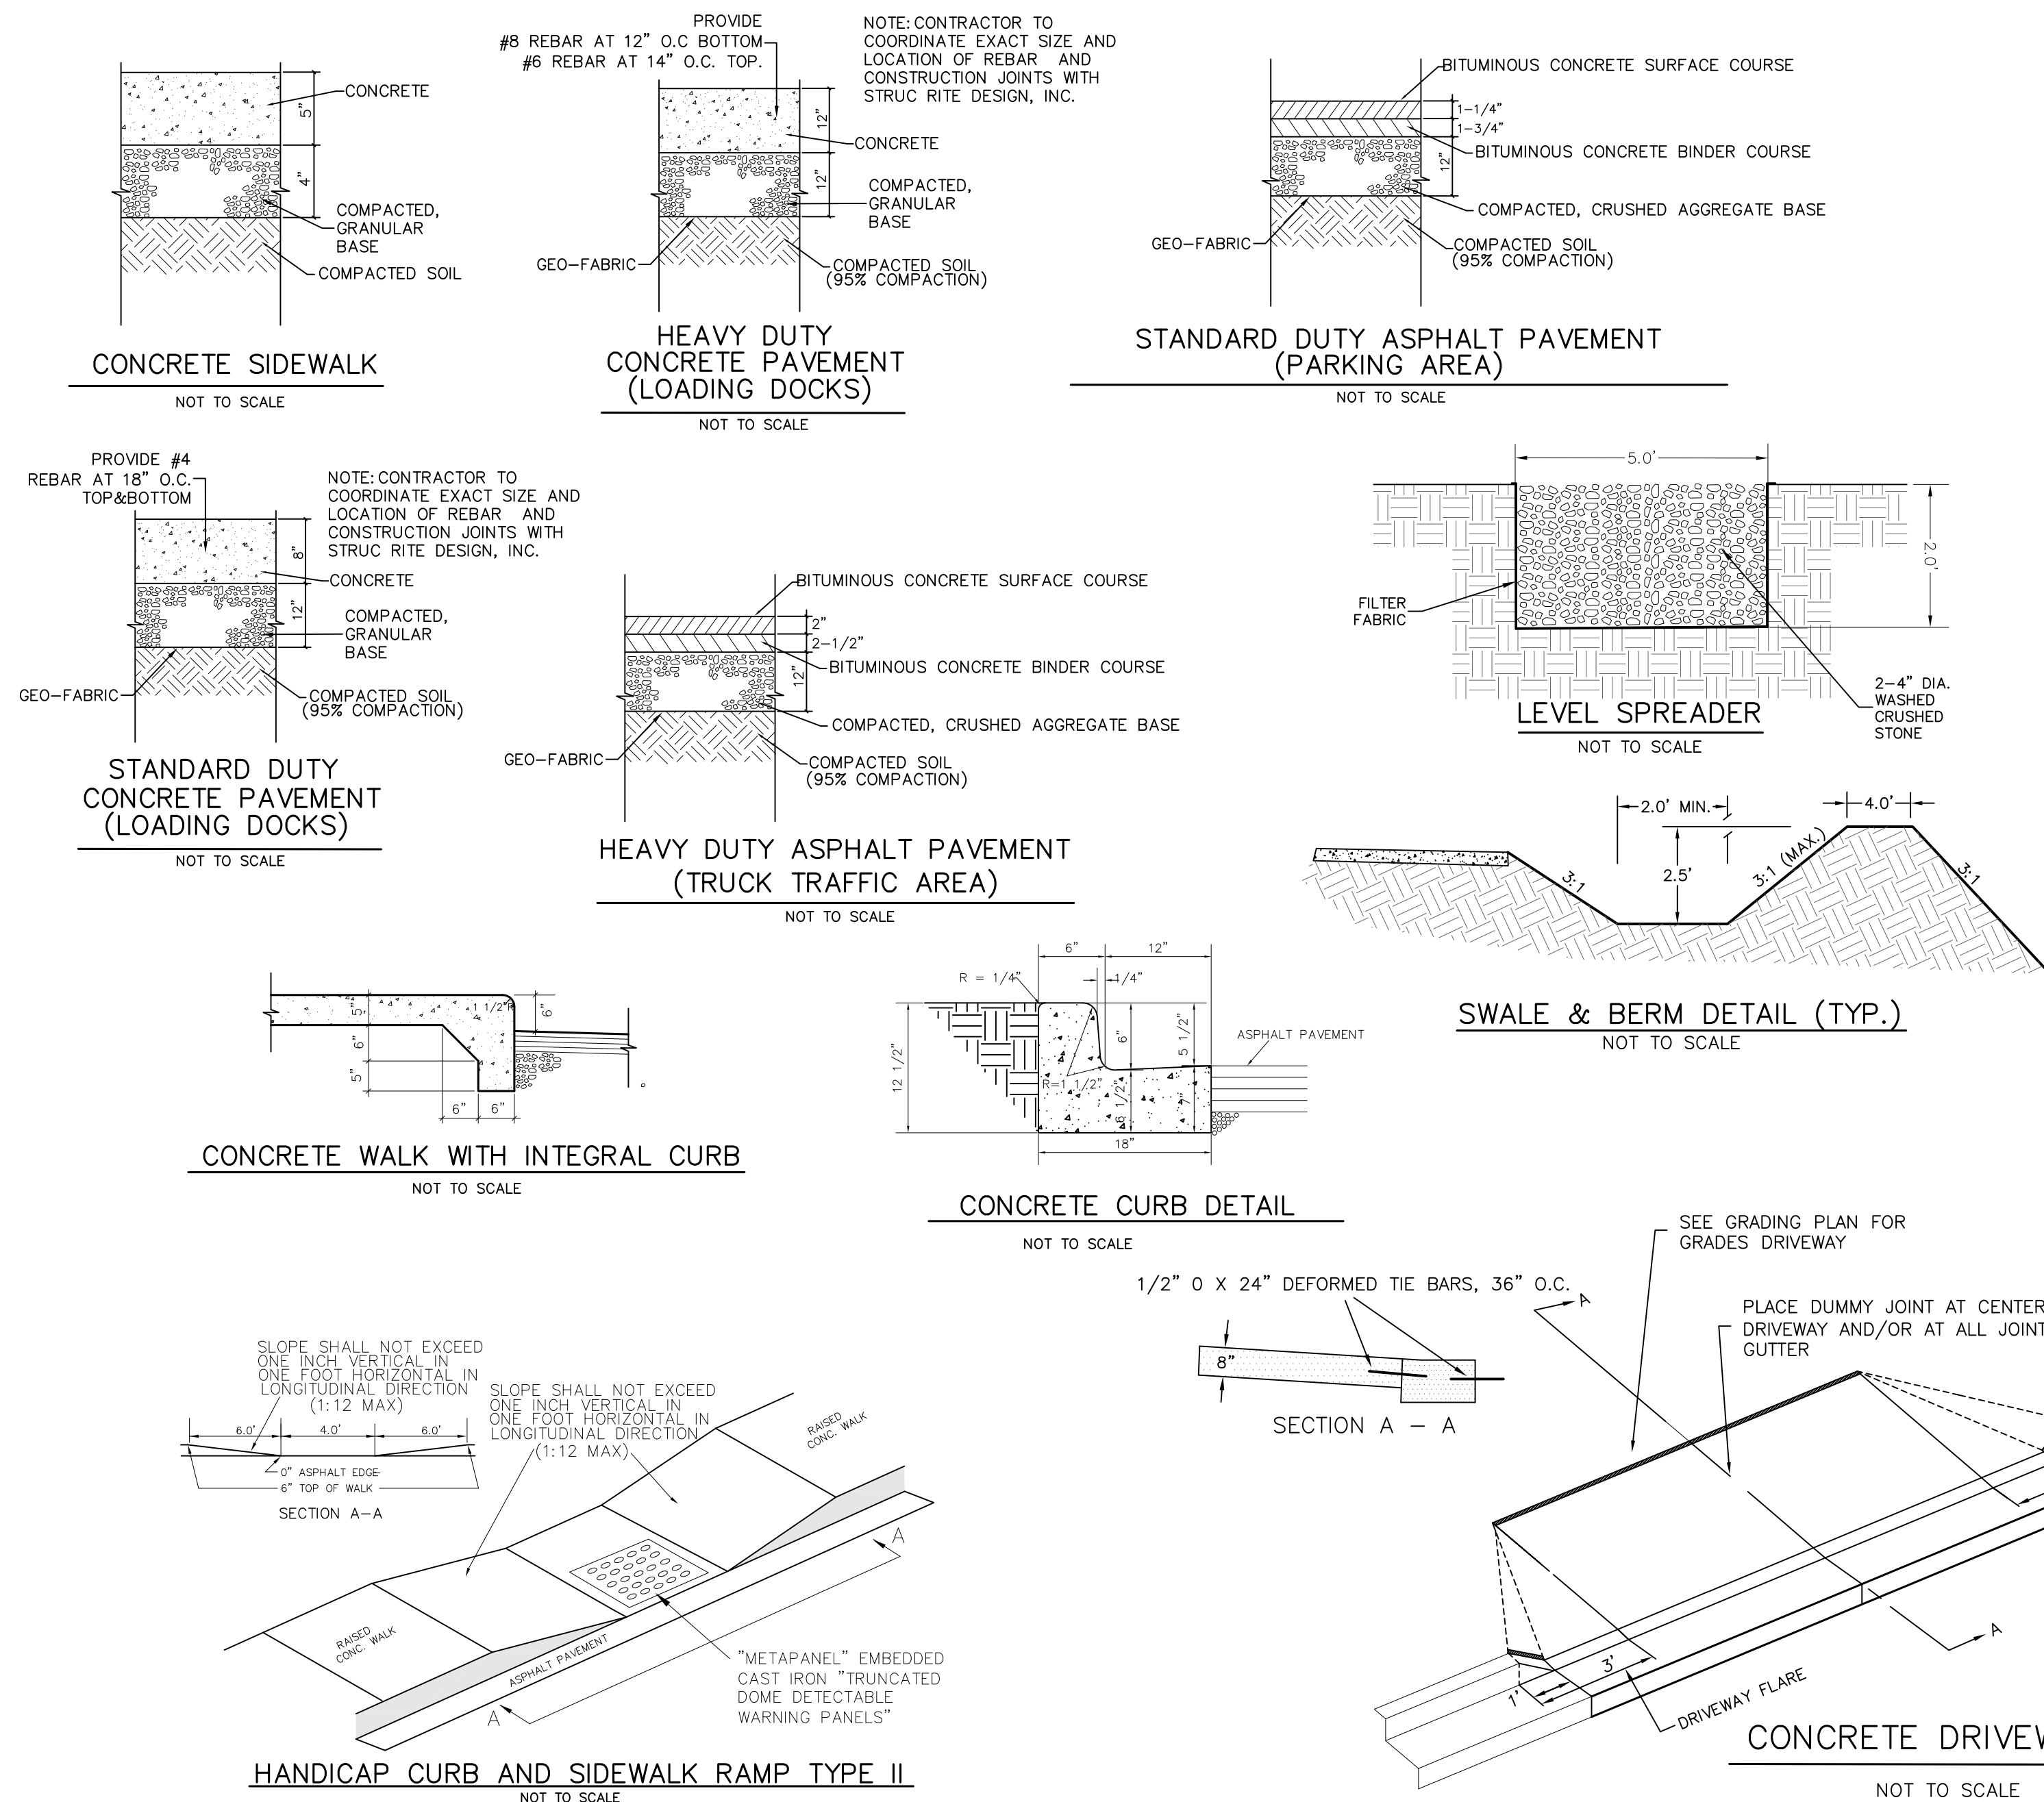 5"
4"
CONCRETE
COMPACTED,
GRANULAR
BASE
COMPACTED SOIL
CONCRETE SIDEWALK
NOT TO SCALE
PROVIDE
#8 REBAR AT 12" O.C BOTTOM
#6 REBAR AT 14" O.C. TOP.
NOTE: CONTRACTOR TO
COORDINATE EXACT SIZE AND
LOCATION OF REBAR AND
CONSTRUCTION JOINTS WITH
STRUC RITE DESIGN, INC.
12"
12"
CONCRETE
COMPACTED,
GRANULAR
BASE
GEO-FABRIC
COMPACTED SOIL
(95% COMPACTION)
HEAVY DUTY
CONCRETE PAVEMENT
(LOADING DOCKS)
NOT TO SCALE
BITUMINOUS CONCRETE SURFACE COURSE
1-1/4"
1-3/4"
12"
BITUMINOUS CONCRETE BINDER COURSE
COMPACTED, CRUSHED AGGREGATE BASE
GEO-FABRIC
COMPACTED SOIL
(95% COMPACTION)
STANDARD DUTY ASPHALT PAVEMENT
(PARKING AREA)
NOT TO SCALE
PROVIDE #4
REBAR AT 18" O.C.
TOP&BOTTOM
NOTE: CONTRACTOR TO
COORDINATE EXACT SIZE AND
LOCATION OF REBAR AND
CONSTRUCTION JOINTS WITH
STRUC RITE DESIGN, INC.
8"
12"
CONCRETE
COMPACTED,
GRANULAR
BASE
GEO-FABRIC
COMPACTED SOIL
(95% COMPACTION)
STANDARD DUTY
CONCRETE PAVEMENT
(LOADING DOCKS)
NOT TO SCALE
BITUMINOUS CONCRETE SURFACE COURSE
2"
2-1/2"
12"
BITUMINOUS CONCRETE BINDER COURSE
COMPACTED, CRUSHED AGGREGATE BASE
GEO-FABRIC
COMPACTED SOIL
(95% COMPACTION)
HEAVY DUTY ASPHALT PAVEMENT
(TRUCK TRAFFIC AREA)
NOT TO SCALE
5.0'
2.0'
FILTER
FABRIC
2-4" DIA.
WASHED
CRUSHED
STONE
LEVEL SPREADER
NOT TO SCALE
2.0' MIN.
4.0'
3:1
2.5'
3:1 (MAX.)
3:1
SWALE & BERM DETAIL (TYP.)
NOT TO SCALE
5"
1 1/2"R
6"
6"
5"
6"
6"
CONCRETE WALK WITH INTEGRAL CURB
NOT TO SCALE
6"
12"
R = 1/4"
1/4"
12 1/2"
6"
5 1/2"
ASPHALT PAVEMENT
R=1 1/2"
6 1/2"
7"
18"
CONCRETE CURB DETAIL
NOT TO SCALE
SEE GRADING PLAN FOR
GRADES DRIVEWAY
1/2" O X 24" DEFORMED TIE BARS, 36" O.C.
A
PLACE DUMMY JOINT AT CENTER
DRIVEWAY AND/OR AT ALL JOINT
GUTTER
8"
SECTION A - A
A
3'
1'
DRIVEWAY FLARE
CONCRETE DRIVEW
NOT TO SCALE
SLOPE SHALL NOT EXCEED
ONE INCH VERTICAL IN
ONE FOOT HORIZONTAL IN
LONGITUDINAL DIRECTION
(1:12 MAX)
6.0'
4.0'
6.0'
0" ASPHALT EDGE
6" TOP OF WALK
SECTION A-A
SLOPE SHALL NOT EXCEED
ONE INCH VERTICAL IN
ONE FOOT HORIZONTAL IN
LONGITUDINAL DIRECTION
(1:12 MAX)
RAISED
CONC. WALK
A
RAISED
CONC. WALK
ASPHALT PAVEMENT
A
"METAPANEL" EMBEDDED
CAST IRON "TRUNCATED
DOME DETECTABLE
WARNING PANELS"
HANDICAP CURB AND SIDEWALK RAMP TYPE II
NOT TO SCALE